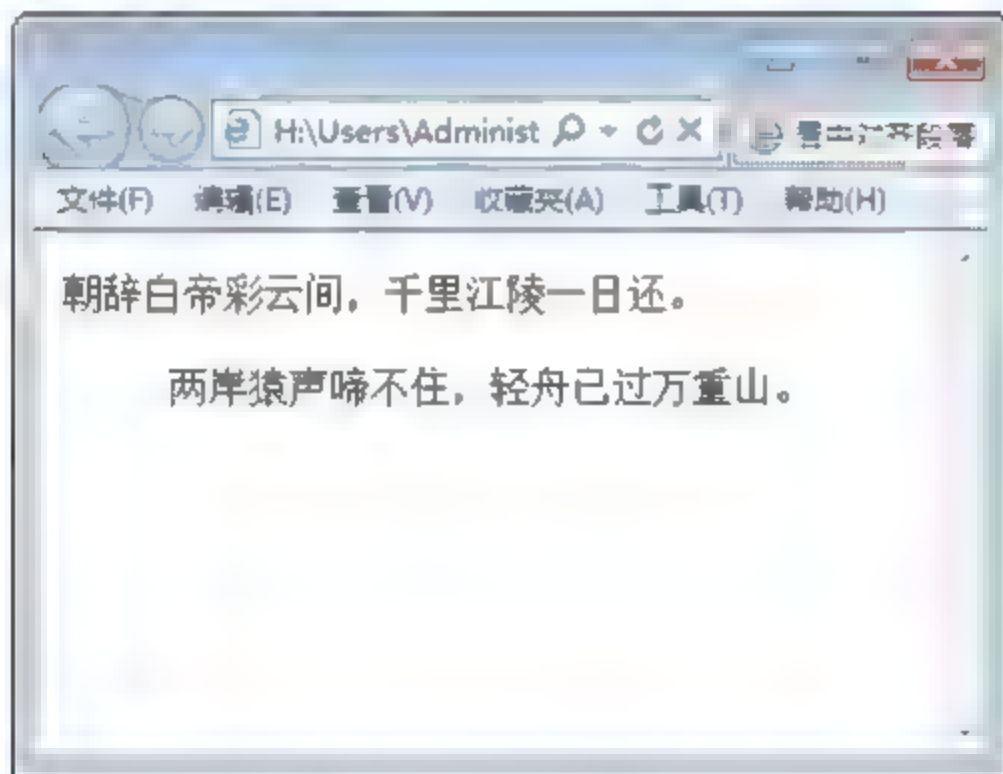 H:\Users\Administ
文件(F) 编辑(E) 查看(V) 收藏夹(A) 工具(T) 帮助(H)
朝辞白帝彩云间，千里江陵一日还。
两岸猿声啼不住，轻舟已过万重山。